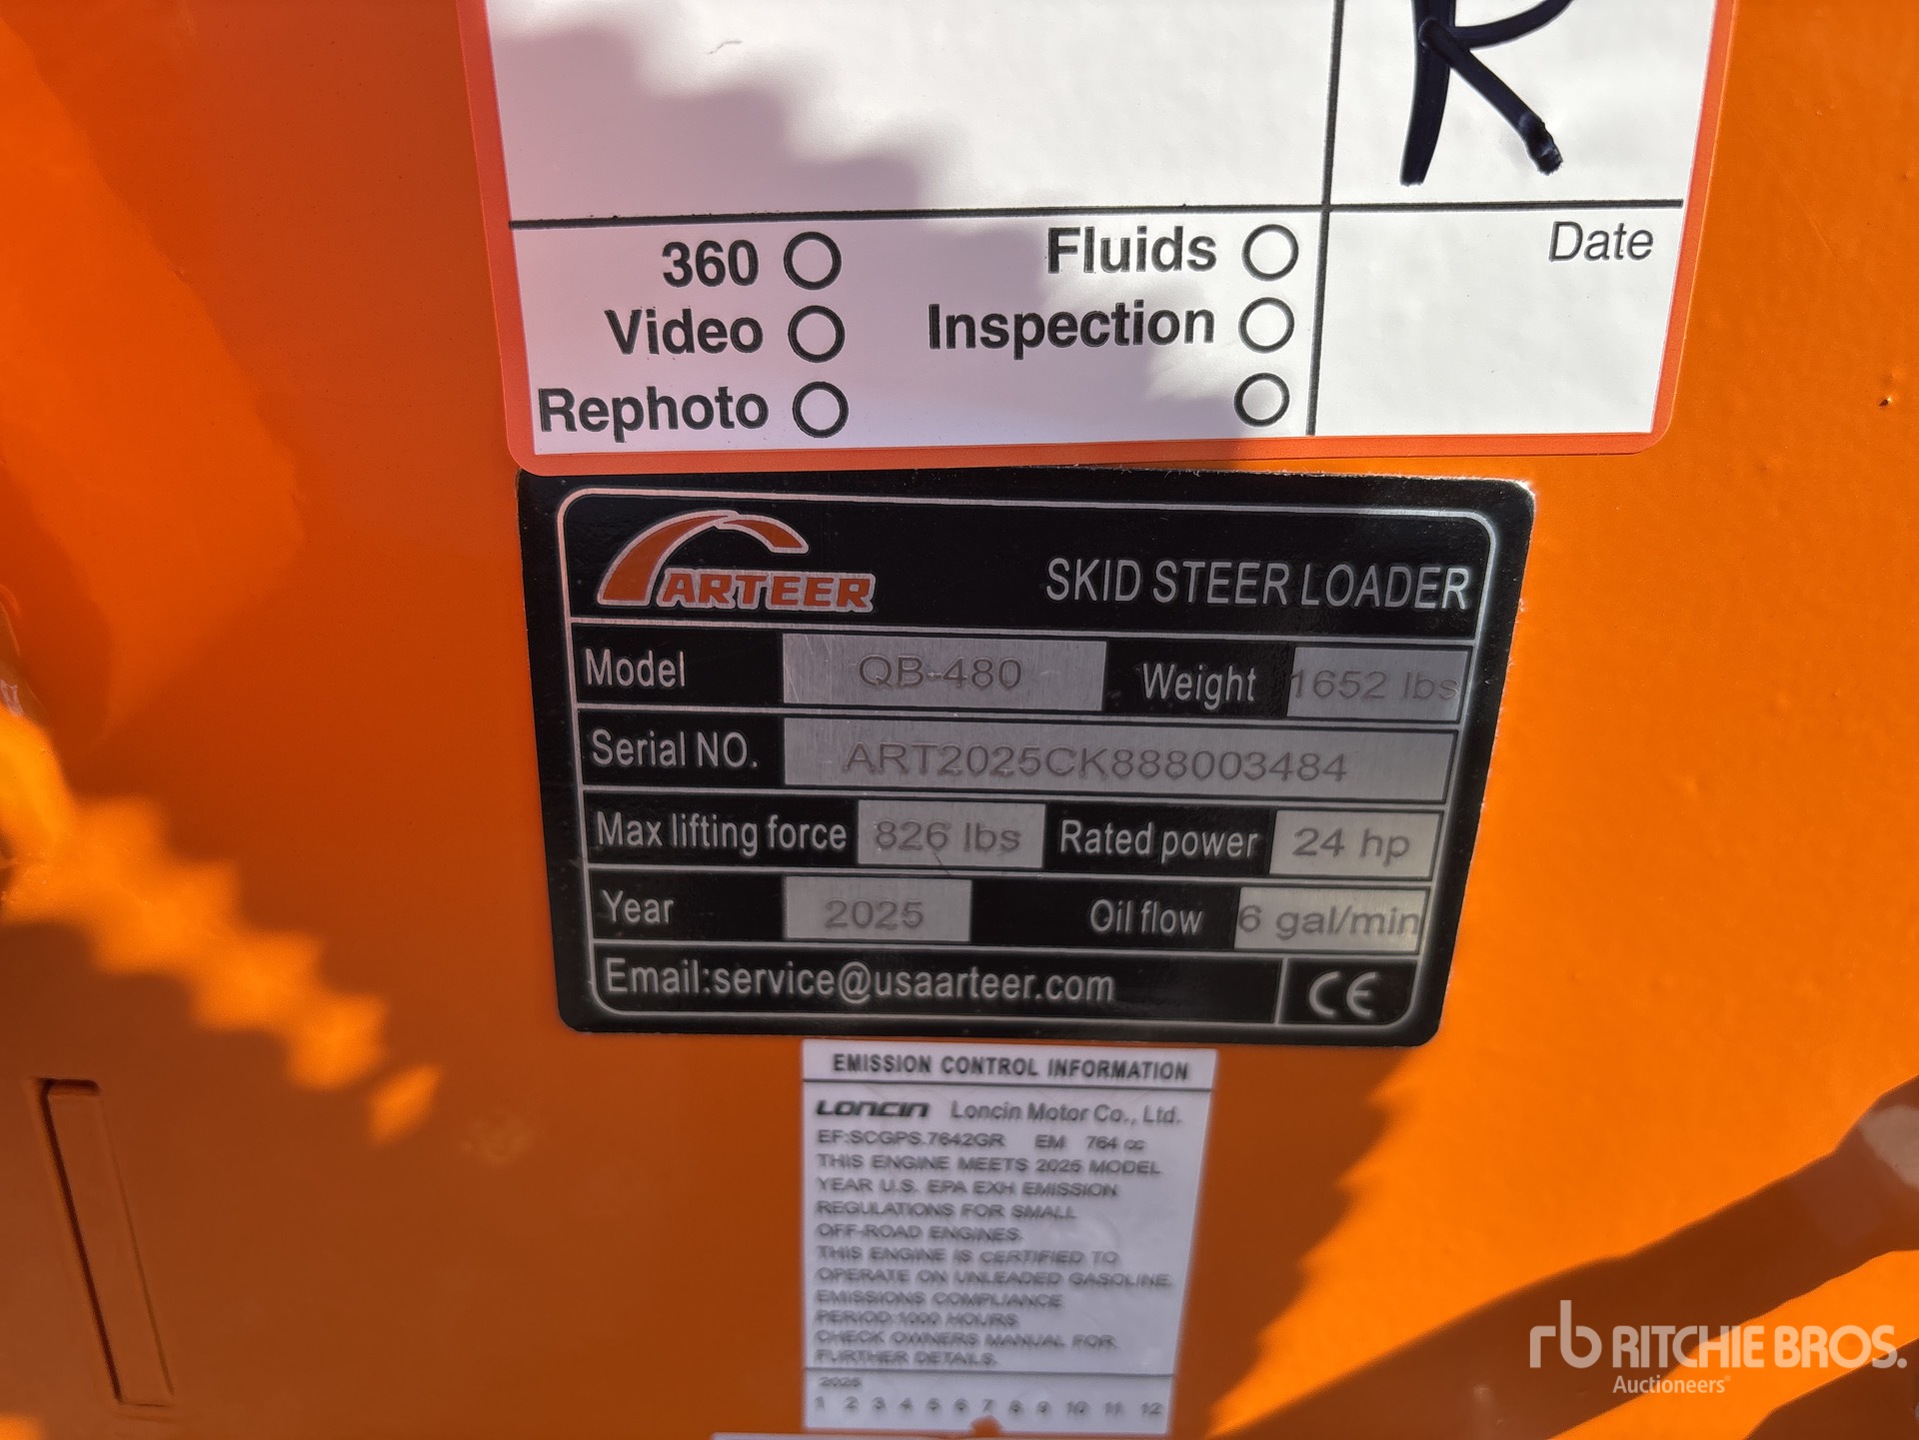 R
360 Fluids Date
Video Inspection
Rephoto
ARTEER SKID STEER LOADER
Model QB-480 Weight 1652 lbs
Serial NO. ART2025CK888003484
Max lifting force 826 lbs Rated power 24 hp
Year 2025 Oil flow 6 gal/min
Email:service@usaarteer.com CE
EMISSION CONTROL INFORMATION
LONCIN Loncin Motor Co., Ltd.
EF:SCGPS.7642GR EM 764 cc
THIS ENGINE MEETS 2025 MODEL
YEAR U.S. EPA EXH EMISSION
REGULATIONS FOR SMALL
OFF-ROAD ENGINES.
THIS ENGINE IS CERTIFIED TO
OPERATE ON UNLEADED GASOLINE.
EMISSIONS COMPLIANCE
PERIOD:1000 HOURS
CHECK OWNERS MANUAL FOR
FURTHER DETAILS.
2025
1 2 3 4 5 6 7 8 9 10 11 12
rb RITCHIE BROS.
Auctioneers